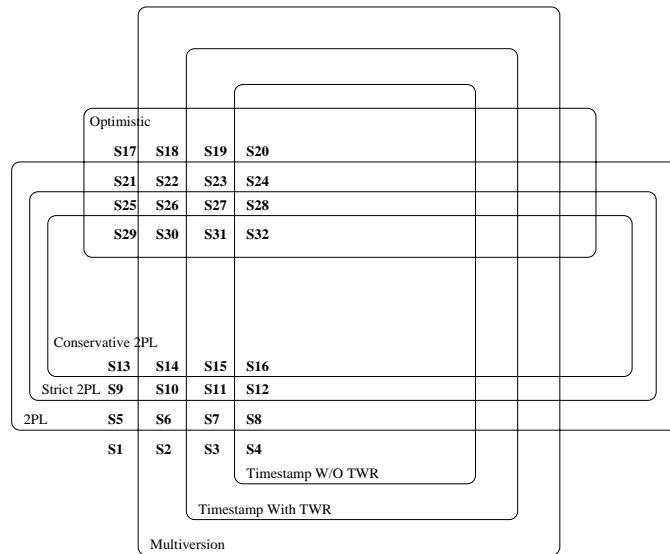 Optimistic
S17 S18 S19 S20
S21 S22 S23 S24
S25 S26 S27 S28
S29 S30 S31 S32
Conservative 2PL
S13 S14 S15 S16
Strict 2PL S9 S10 S11 S12
2PL S5 S6 S7 S8
S1 S2 S3 S4
Timestamp W/O TWR
Timestamp With TWR
Multiversion